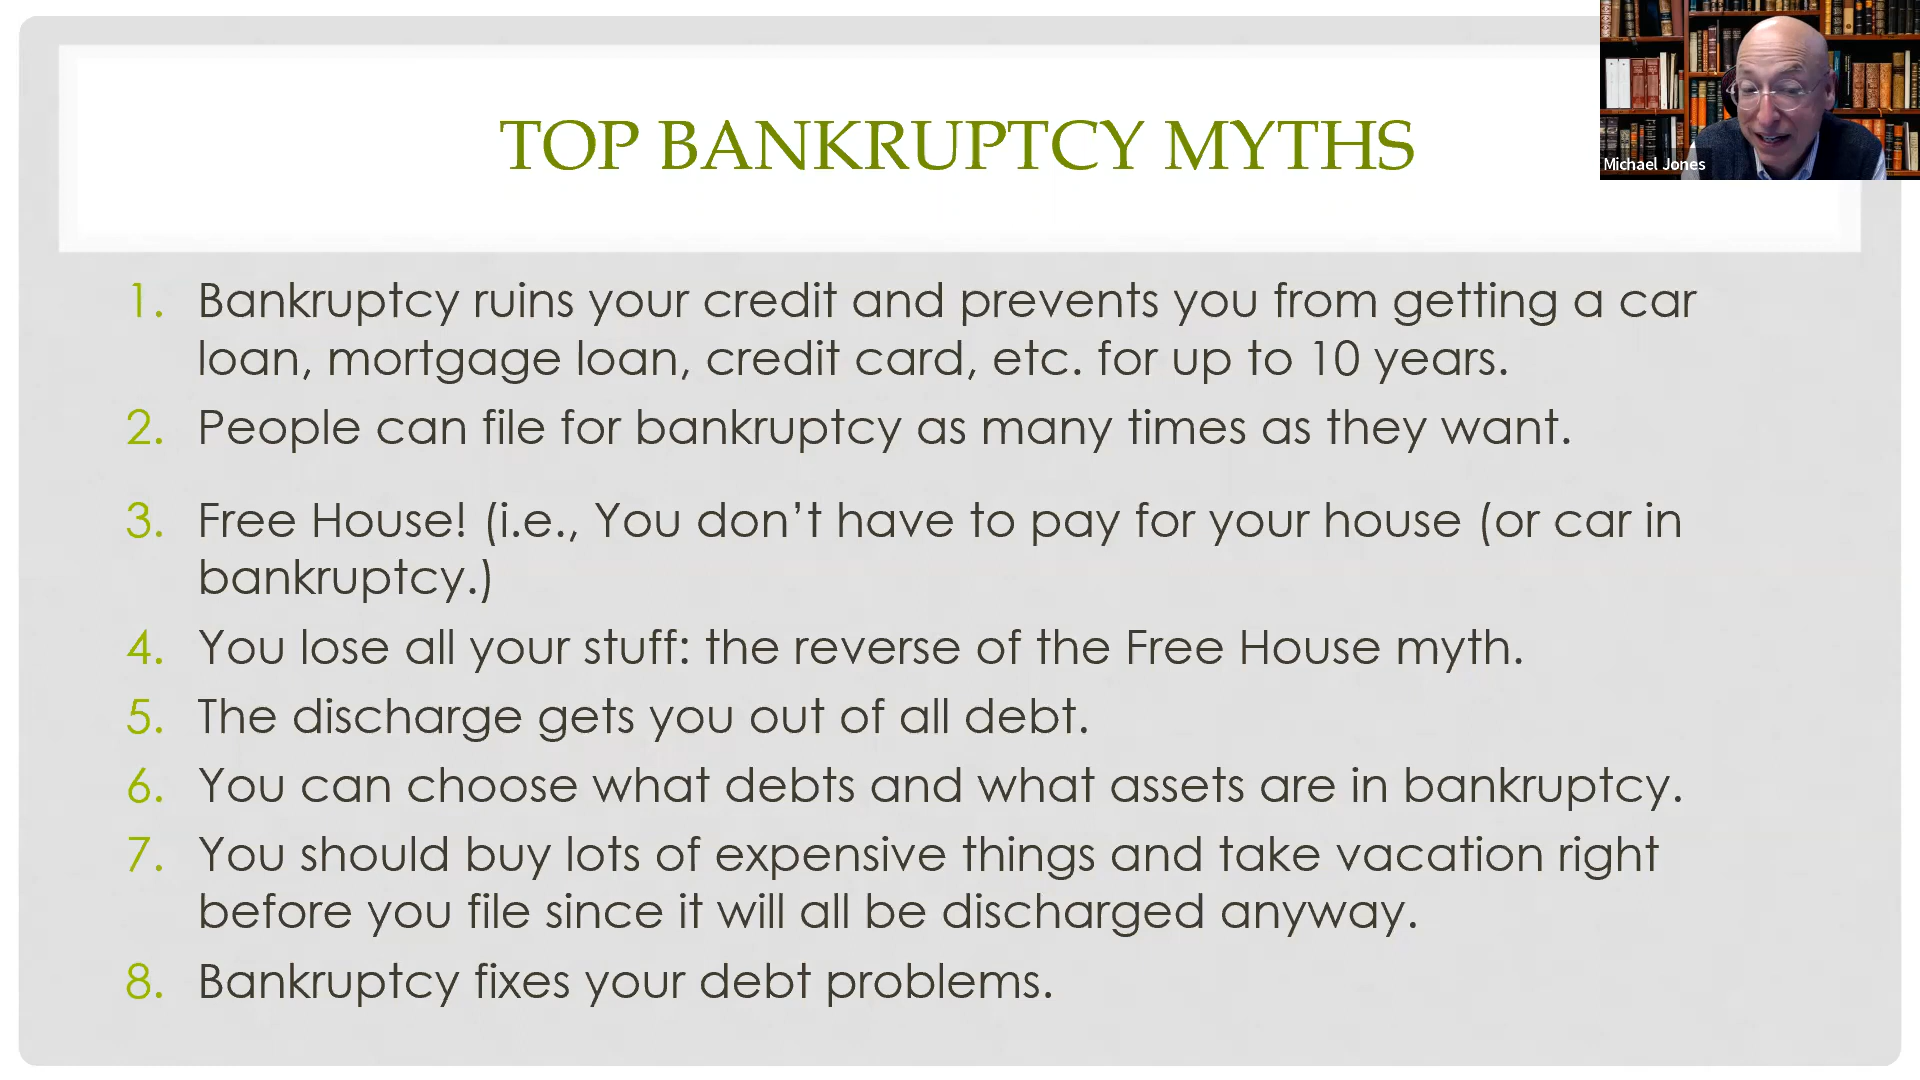 TOP BANKRUPTCY MYTHS
Michael Jones
1. Bankruptcy ruins your credit and prevents you from getting a car
loan, mortgage loan, credit card, etc. for up to 10 years.
2. People can file for bankruptcy as many times as they want.
3. Free House! (i.e., You don’t have to pay for your house (or car in
bankruptcy.)
4. You lose all your stuff: the reverse of the Free House myth.
5. The discharge gets you out of all debt.
6. You can choose what debts and what assets are in bankruptcy.
7. You should buy lots of expensive things and take vacation right
before you file since it will all be discharged anyway.
8. Bankruptcy fixes your debt problems.